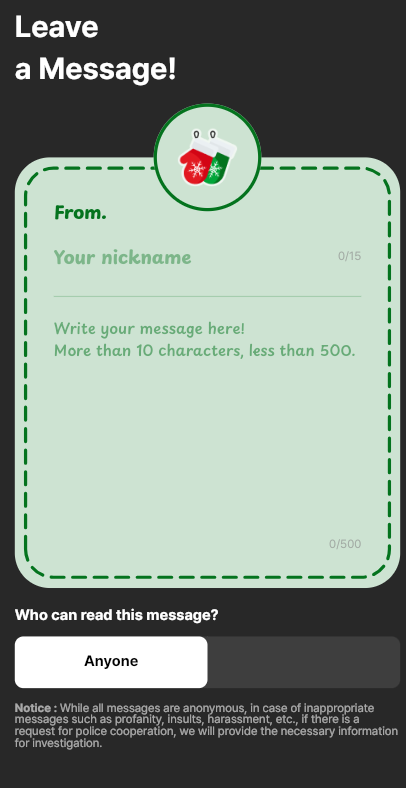 Leave
a Message!
From.
Your nickname
0/15
Write your message here!
More than 10 characters, less than 500.
0/500
Who can read this message?
Anyone
Notice : While all messages are anonymous, in case of inappropriate
messages such as profanity, insults, harassment, etc., if there is a
request for police cooperation, we will provide the necessary information
for investigation.